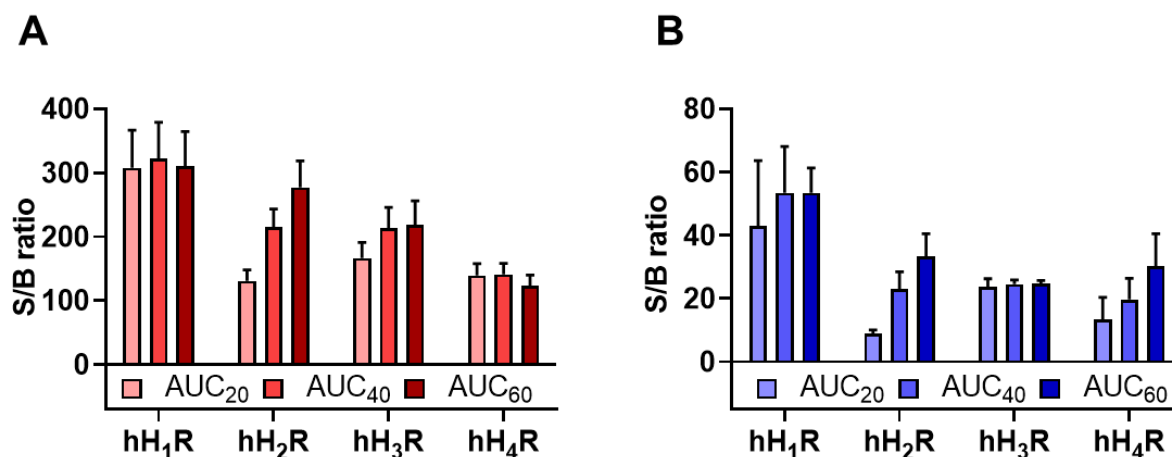 A
S/B ratio
400
300
200
100
0
AUC₂₀ AUC₄₀ AUC₆₀
hH₁R hH₂R hH₃R hH₄R
B
S/B ratio
80
60
40
20
0
AUC₂₀ AUC₄₀ AUC₆₀
hH₁R hH₂R hH₃R hH₄R